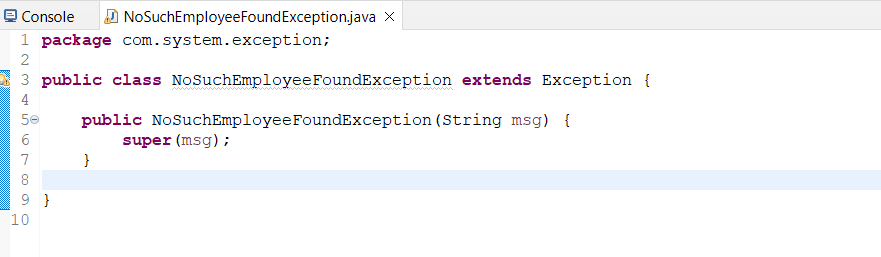 Console NoSuchEmployeeFoundException.java
1 package com.system.exception;
2
3 public class NoSuchEmployeeFoundException extends Exception {
4
5 public NoSuchEmployeeFoundException(String msg) {
6 super(msg);
7 }
8
9 }
10